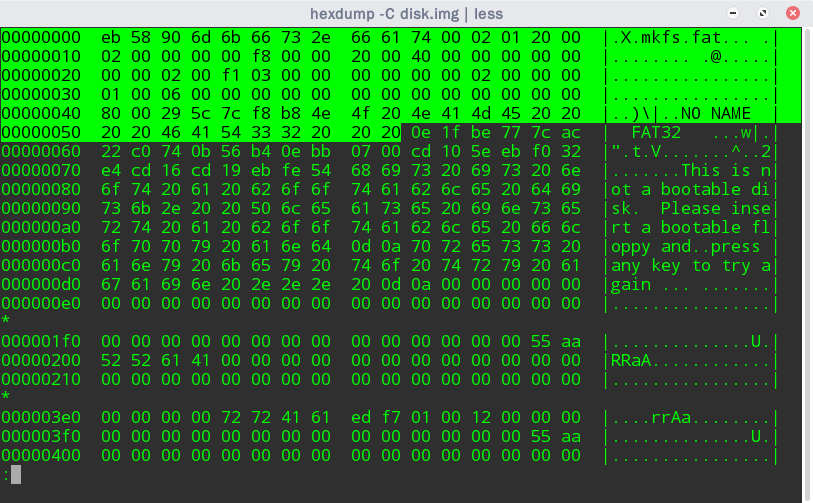 hexdump -C disk.img | less
00000000  eb 58 90 6d 6b 66 73 2e  66 61 74 00 02 01 20 00  |.X.mkfs.fat... .|
00000010  02 00 00 00 00 f8 00 00  20 00 40 00 00 00 00 00  |........ .@.....|
00000020  00 00 02 00 f1 03 00 00  00 00 00 00 02 00 00 00  |................|
00000030  01 00 06 00 00 00 00 00  00 00 00 00 00 00 00 00  |................|
00000040  80 00 29 5c 7c f8 b8 4e  4f 20 4e 41 4d 45 20 20  |..)\|..NO NAME  |
00000050  20 20 46 41 54 33 32 20  20 20 0e 1f be 77 7c ac  |  FAT32   ...w|.|
00000060  22 c0 74 0b 56 b4 0e bb  07 00 cd 10 5e eb f0 32  |".t.V.......^..2|
00000070  e4 cd 16 cd 19 eb fe 54  68 69 73 20 69 73 20 6e  |.......This is n|
00000080  6f 74 20 61 20 62 6f 6f  74 61 62 6c 65 20 64 69  |ot a bootable di|
00000090  73 6b 2e 20 20 50 6c 65  61 73 65 20 69 6e 73 65  |sk.  Please inse|
000000a0  72 74 20 61 20 62 6f 6f  74 61 62 6c 65 20 66 6c  |rt a bootable fl|
000000b0  6f 70 70 79 20 61 6e 64  0d 0a 70 72 65 73 73 20  |oppy and..press |
000000c0  61 6e 79 20 6b 65 79 20  74 6f 20 74 72 79 20 61  |any key to try a|
000000d0  67 61 69 6e 20 2e 2e 2e  20 0d 0a 00 00 00 00 00  |gain ... .......|
000000e0  00 00 00 00 00 00 00 00  00 00 00 00 00 00 00 00  |................|
*
000001f0  00 00 00 00 00 00 00 00  00 00 00 00 00 00 55 aa  |..............U.|
00000200  52 52 61 41 00 00 00 00  00 00 00 00 00 00 00 00  |RRaA............|
00000210  00 00 00 00 00 00 00 00  00 00 00 00 00 00 00 00  |................|
*
000003e0  00 00 00 00 72 72 41 61  ed f7 01 00 12 00 00 00  |....rrAa........|
000003f0  00 00 00 00 00 00 00 00  00 00 00 00 00 00 55 aa  |..............U.|
00000400  00 00 00 00 00 00 00 00  00 00 00 00 00 00 00 00  |................|
: